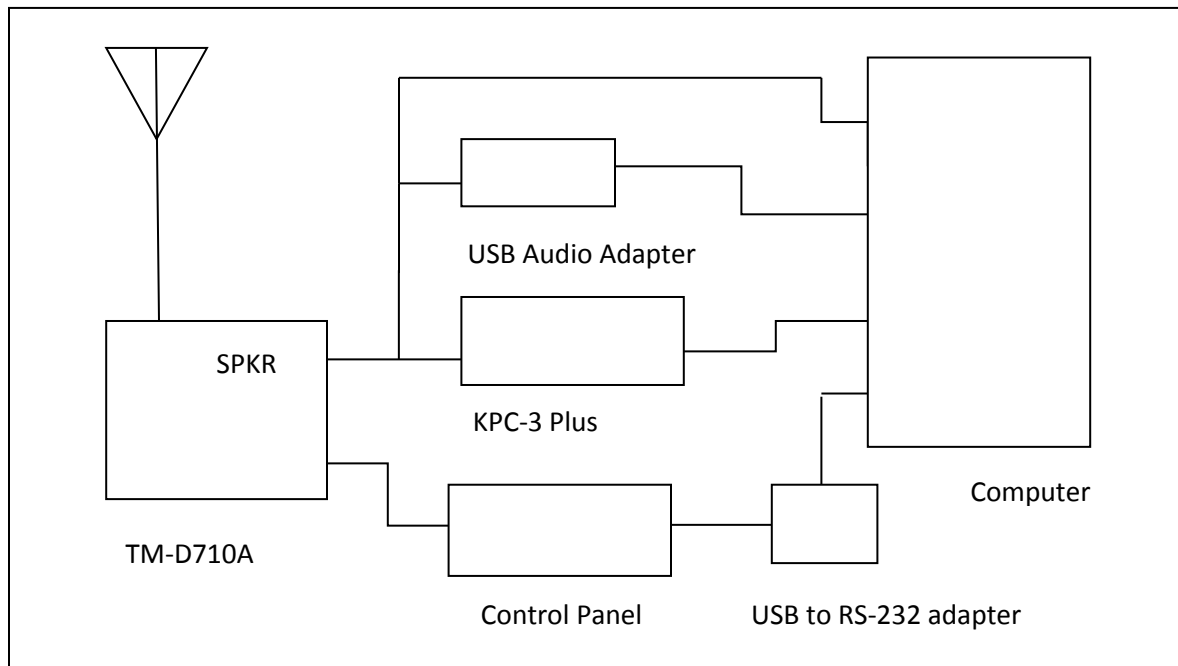 USB Audio Adapter
SPKR
KPC-3 Plus
Computer
TM-D710A
Control Panel
USB to RS-232 adapter